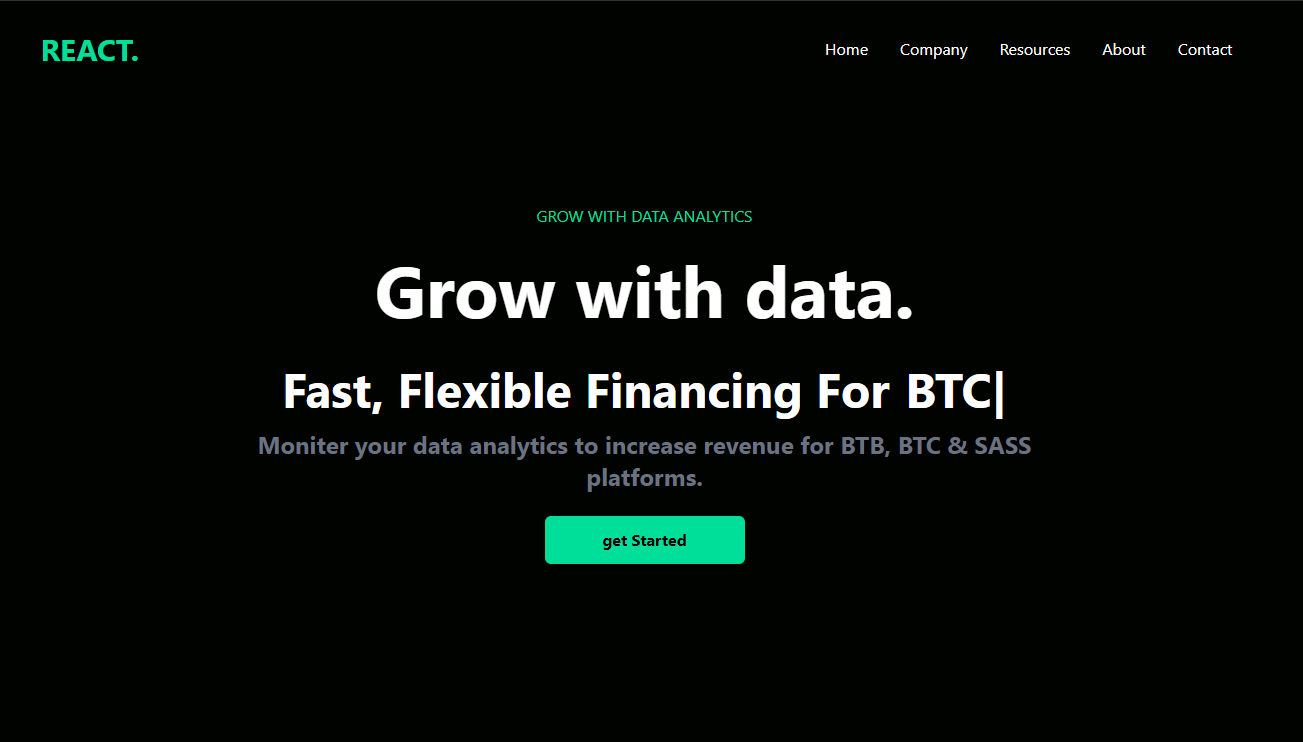 REACT.
Home Company Resources About Contact
GROW WITH DATA ANALYTICS
Grow with data.
Fast, Flexible Financing For BTC|
Moniter your data analytics to increase revenue for BTB, BTC & SASS
platforms.
get Started